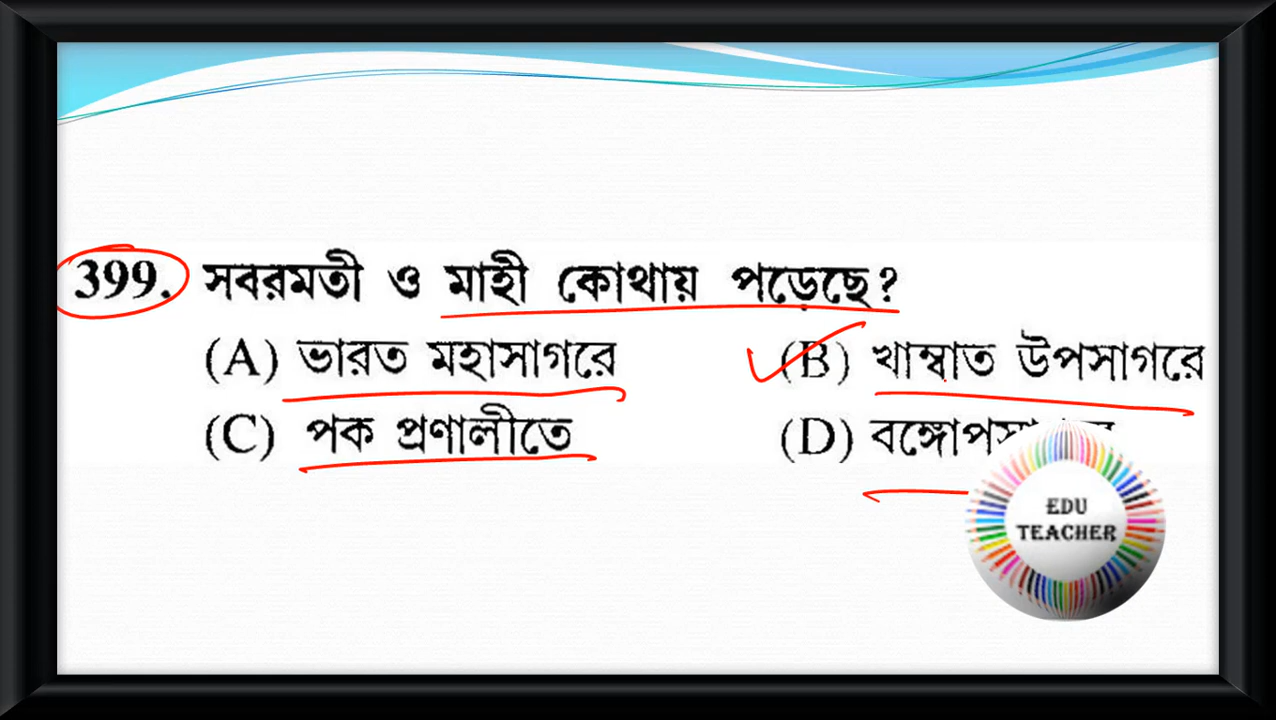 399. সবরমতী ও মাহী কোথায় পড়েছে?
(A) ভারত মহাসাগরে (B) খাম্বাত উপসাগরে
(C) পক প্রণালীতে (D)
EDU
TEACHER